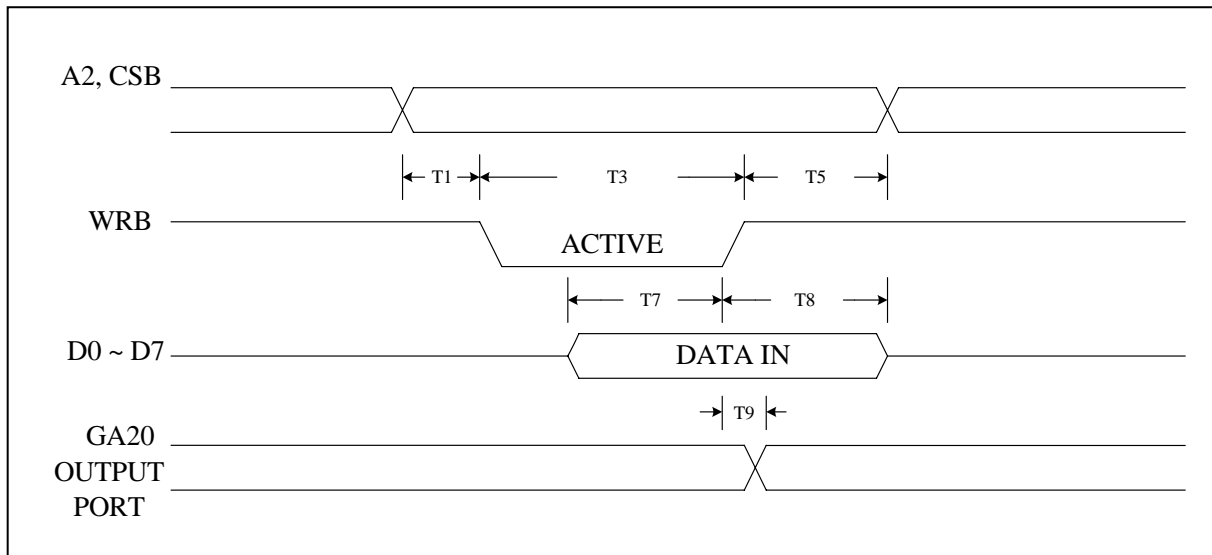 A2, CSB
T1 T3 T5
WRB
ACTIVE
T7 T8
D0 ~ D7
DATA IN
T9
GA20
OUTPUT
PORT